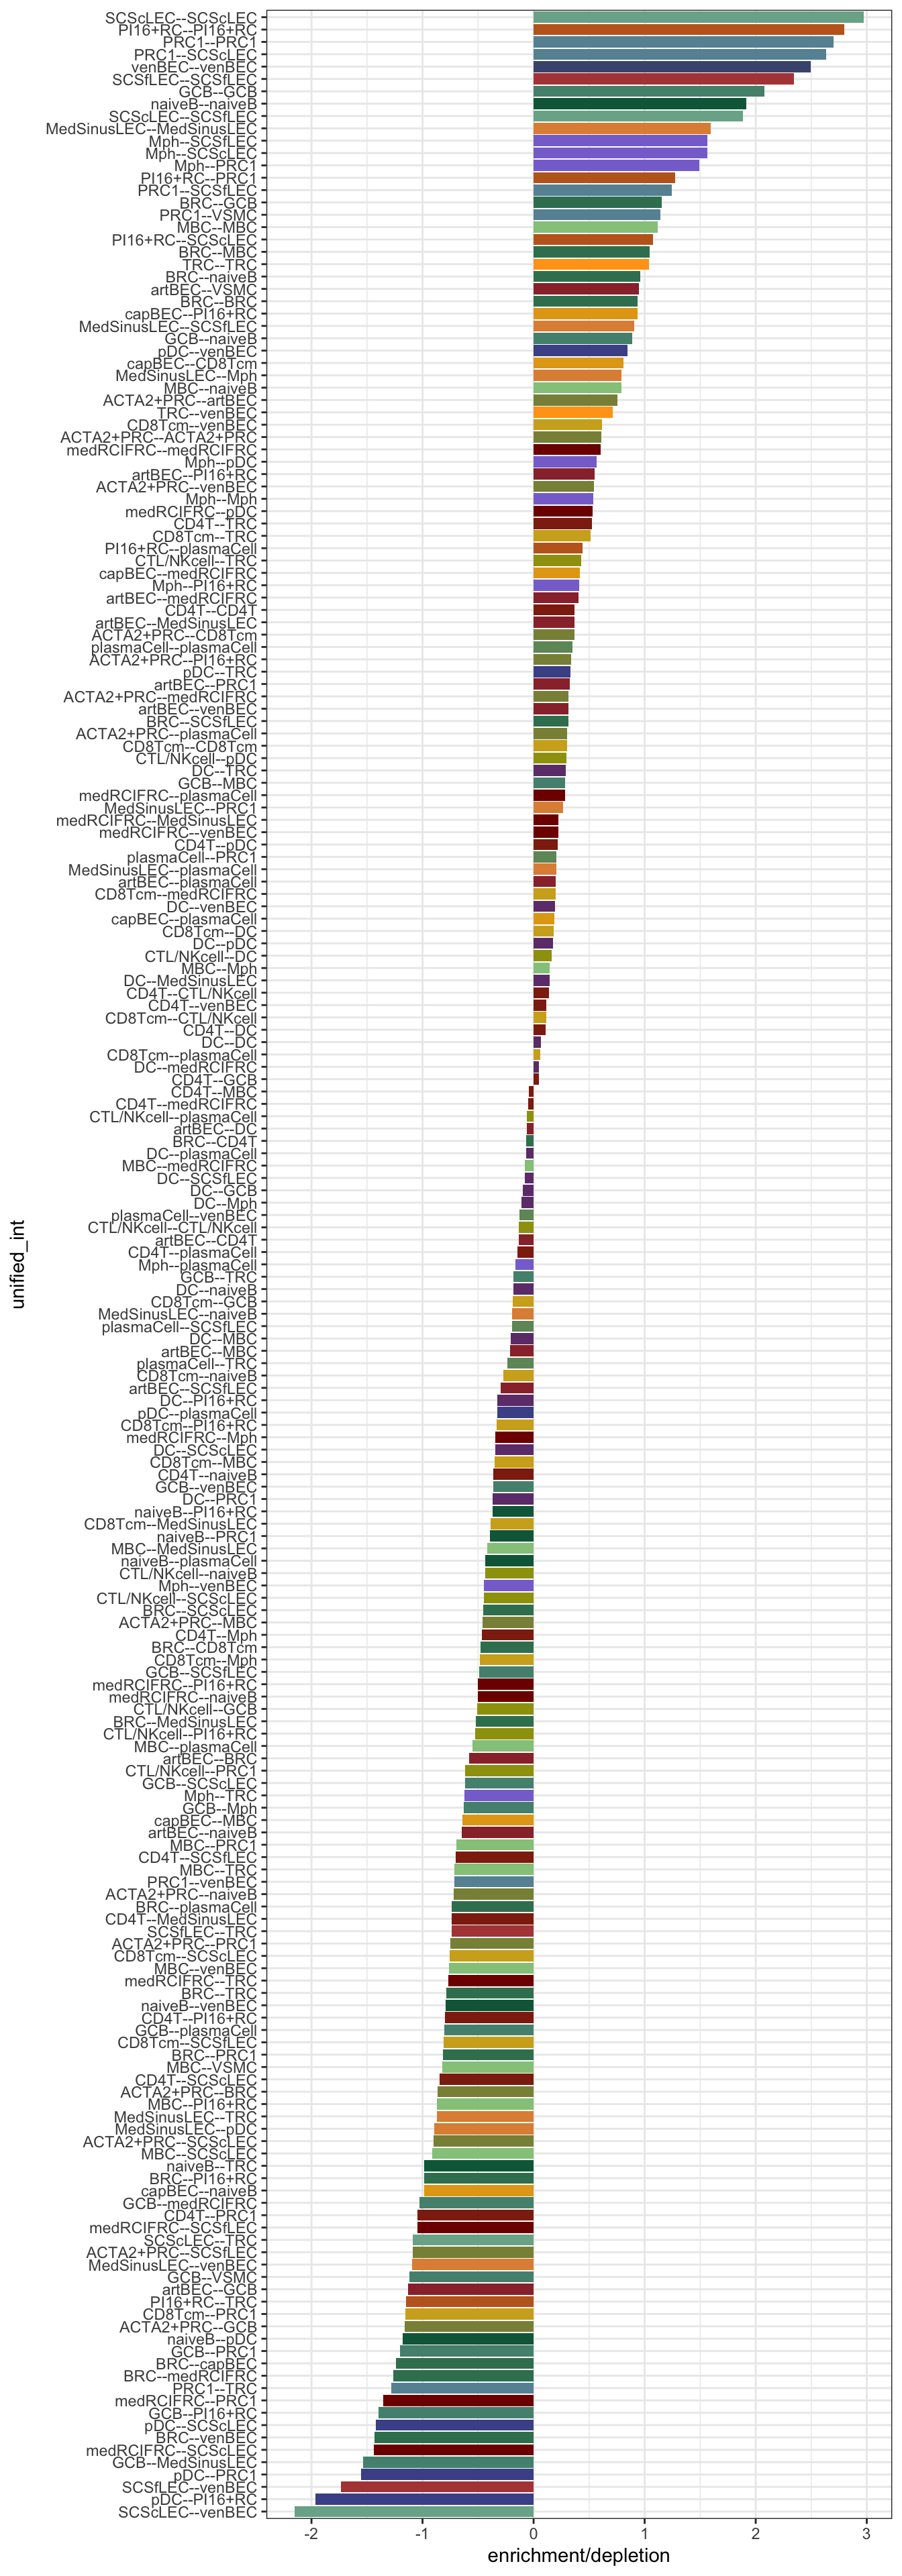 SCScLEC--SCScLEC
PI16+RC--PI16+RC
PRC1--PRC1
PRC1--SCScLEC
venBEC--venBEC
SCSfLEC--SCSfLEC
GCB--GCB
naiveB--naiveB
SCScLEC--SCSfLEC
MedSinusLEC--MedSinusLEC
Mph--SCSfLEC
Mph--SCScLEC
Mph--PRC1
PI16+RC--PRC1
PRC1--SCSfLEC
BRC--GCB
PRC1--VSMC
MBC--MBC
PI16+RC--SCScLEC
BRC--MBC
TRC--TRC
BRC--naiveB
artBEC--VSMC
BRC--BRC
capBEC--PI16+RC
MedSinusLEC--SCSfLEC
GCB--naiveB
pDC--venBEC
capBEC--CD8Tcm
MedSinusLEC--Mph
MBC--naiveB
ACTA2+PRC--artBEC
TRC--venBEC
CD8Tcm--venBEC
ACTA2+PRC--ACTA2+PRC
medRCIFRC--medRCIFRC
Mph--pDC
artBEC--PI16+RC
ACTA2+PRC--venBEC
Mph--Mph
medRCIFRC--pDC
CD4T--TRC
CD8Tcm--TRC
PI16+RC--plasmaCell
CTL/NKcell--TRC
capBEC--medRCIFRC
Mph--PI16+RC
artBEC--medRCIFRC
CD4T--CD4T
artBEC--MedSinusLEC
ACTA2+PRC--CD8Tcm
plasmaCell--plasmaCell
ACTA2+PRC--PI16+RC
pDC--TRC
artBEC--PRC1
ACTA2+PRC--medRCIFRC
artBEC--venBEC
BRC--SCSfLEC
ACTA2+PRC--plasmaCell
CD8Tcm--CD8Tcm
CTL/NKcell--pDC
DC--TRC
GCB--MBC
medRCIFRC--plasmaCell
MedSinusLEC--PRC1
medRCIFRC--MedSinusLEC
medRCIFRC--venBEC
CD4T--pDC
plasmaCell--PRC1
MedSinusLEC--plasmaCell
artBEC--plasmaCell
CD8Tcm--medRCIFRC
DC--venBEC
capBEC--plasmaCell
CD8Tcm--DC
DC--pDC
CTL/NKcell--DC
MBC--Mph
DC--MedSinusLEC
CD4T--CTL/NKcell
CD4T--venBEC
CD8Tcm--CTL/NKcell
CD4T--DC
DC--DC
CD8Tcm--plasmaCell
DC--medRCIFRC
CD4T--GCB
CD4T--MBC
CD4T--medRCIFRC
CTL/NKcell--plasmaCell
artBEC--DC
BRC--CD4T
DC--plasmaCell
MBC--medRCIFRC
DC--SCSfLEC
DC--GCB
DC--Mph
plasmaCell--venBEC
CTL/NKcell--CTL/NKcell
artBEC--CD4T
CD4T--plasmaCell
Mph--plasmaCell
GCB--TRC
DC--naiveB
CD8Tcm--GCB
MedSinusLEC--naiveB
plasmaCell--SCSfLEC
DC--MBC
artBEC--MBC
plasmaCell--TRC
CD8Tcm--naiveB
artBEC--SCSfLEC
DC--PI16+RC
pDC--plasmaCell
CD8Tcm--PI16+RC
medRCIFRC--Mph
DC--SCScLEC
CD8Tcm--MBC
CD4T--naiveB
GCB--venBEC
DC--PRC1
naiveB--PI16+RC
CD8Tcm--MedSinusLEC
naiveB--PRC1
MBC--MedSinusLEC
naiveB--plasmaCell
CTL/NKcell--naiveB
Mph--venBEC
CTL/NKcell--SCScLEC
BRC--SCScLEC
ACTA2+PRC--MBC
CD4T--Mph
BRC--CD8Tcm
CD8Tcm--Mph
GCB--SCSfLEC
medRCIFRC--PI16+RC
medRCIFRC--naiveB
CTL/NKcell--GCB
BRC--MedSinusLEC
CTL/NKcell--PI16+RC
MBC--plasmaCell
artBEC--BRC
CTL/NKcell--PRC1
GCB--SCScLEC
Mph--TRC
GCB--Mph
capBEC--MBC
artBEC--naiveB
MBC--PRC1
CD4T--SCSfLEC
MBC--TRC
PRC1--venBEC
ACTA2+PRC--naiveB
BRC--plasmaCell
CD4T--MedSinusLEC
SCSfLEC--TRC
ACTA2+PRC--PRC1
CD8Tcm--SCScLEC
MBC--venBEC
medRCIFRC--TRC
BRC--TRC
naiveB--venBEC
CD4T--PI16+RC
GCB--plasmaCell
CD8Tcm--SCSfLEC
BRC--PRC1
MBC--VSMC
CD4T--SCScLEC
ACTA2+PRC--BRC
MBC--PI16+RC
MedSinusLEC--TRC
MedSinusLEC--pDC
ACTA2+PRC--SCScLEC
MBC--SCScLEC
naiveB--TRC
BRC--PI16+RC
capBEC--naiveB
GCB--medRCIFRC
CD4T--PRC1
medRCIFRC--SCSfLEC
SCScLEC--TRC
ACTA2+PRC--SCSfLEC
MedSinusLEC--venBEC
GCB--VSMC
artBEC--GCB
PI16+RC--TRC
CD8Tcm--PRC1
ACTA2+PRC--GCB
naiveB--pDC
GCB--PRC1
BRC--capBEC
BRC--medRCIFRC
PRC1--TRC
medRCIFRC--PRC1
GCB--PI16+RC
pDC--SCScLEC
BRC--venBEC
medRCIFRC--SCScLEC
GCB--MedSinusLEC
pDC--PRC1
SCSfLEC--venBEC
pDC--PI16+RC
SCScLEC--venBEC
unified_int
-2 -1 0 1 2 3
enrichment/depletion